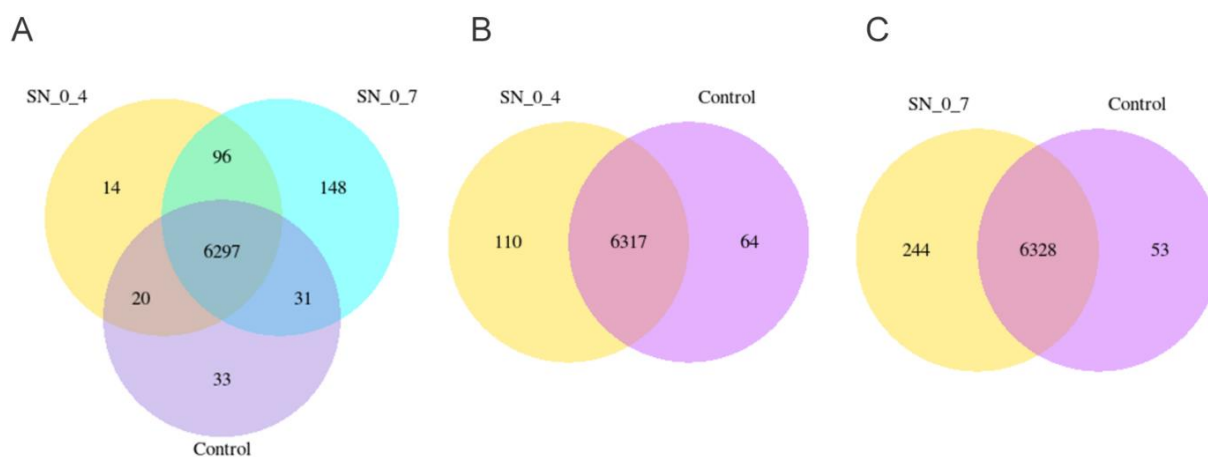 A
B
C
SN_0_4
SN_0_7
96
14
148
6297
20
31
33
Control
SN_0_4
Control
110
6317
64
SN_0_7
Control
244
6328
53